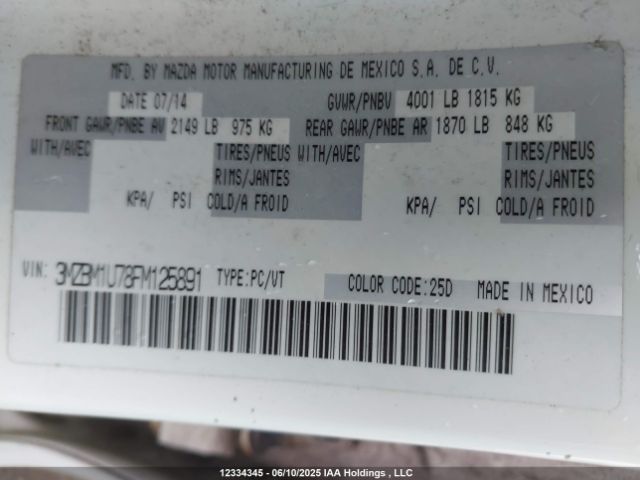 MFD. BY MAZDA MOTOR MANUFACTURING DE MEXICO S.A. DE C.V.
DATE 07/14 GVWR/PNBV 4001 LB 1815 KG
FRONT GAWR/PNBE AV 2149 LB 975 KG REAR GAWR/PNBE AR 1870 LB 848 KG
WITH/AVEC TIRES/PNEUS WITH/AVEC TIRES/PNEUS
RIMS/JANTES RIMS/JANTES
KPA/ PSI COLD/A FROID KPA/ PSI COLD/A FROID
VIN: 3MZBM1U78FM125891 TYPE:PC/VT COLOR CODE:25D MADE IN MEXICO
12334345 - 06/10/2025 IAA Holdings , LLC